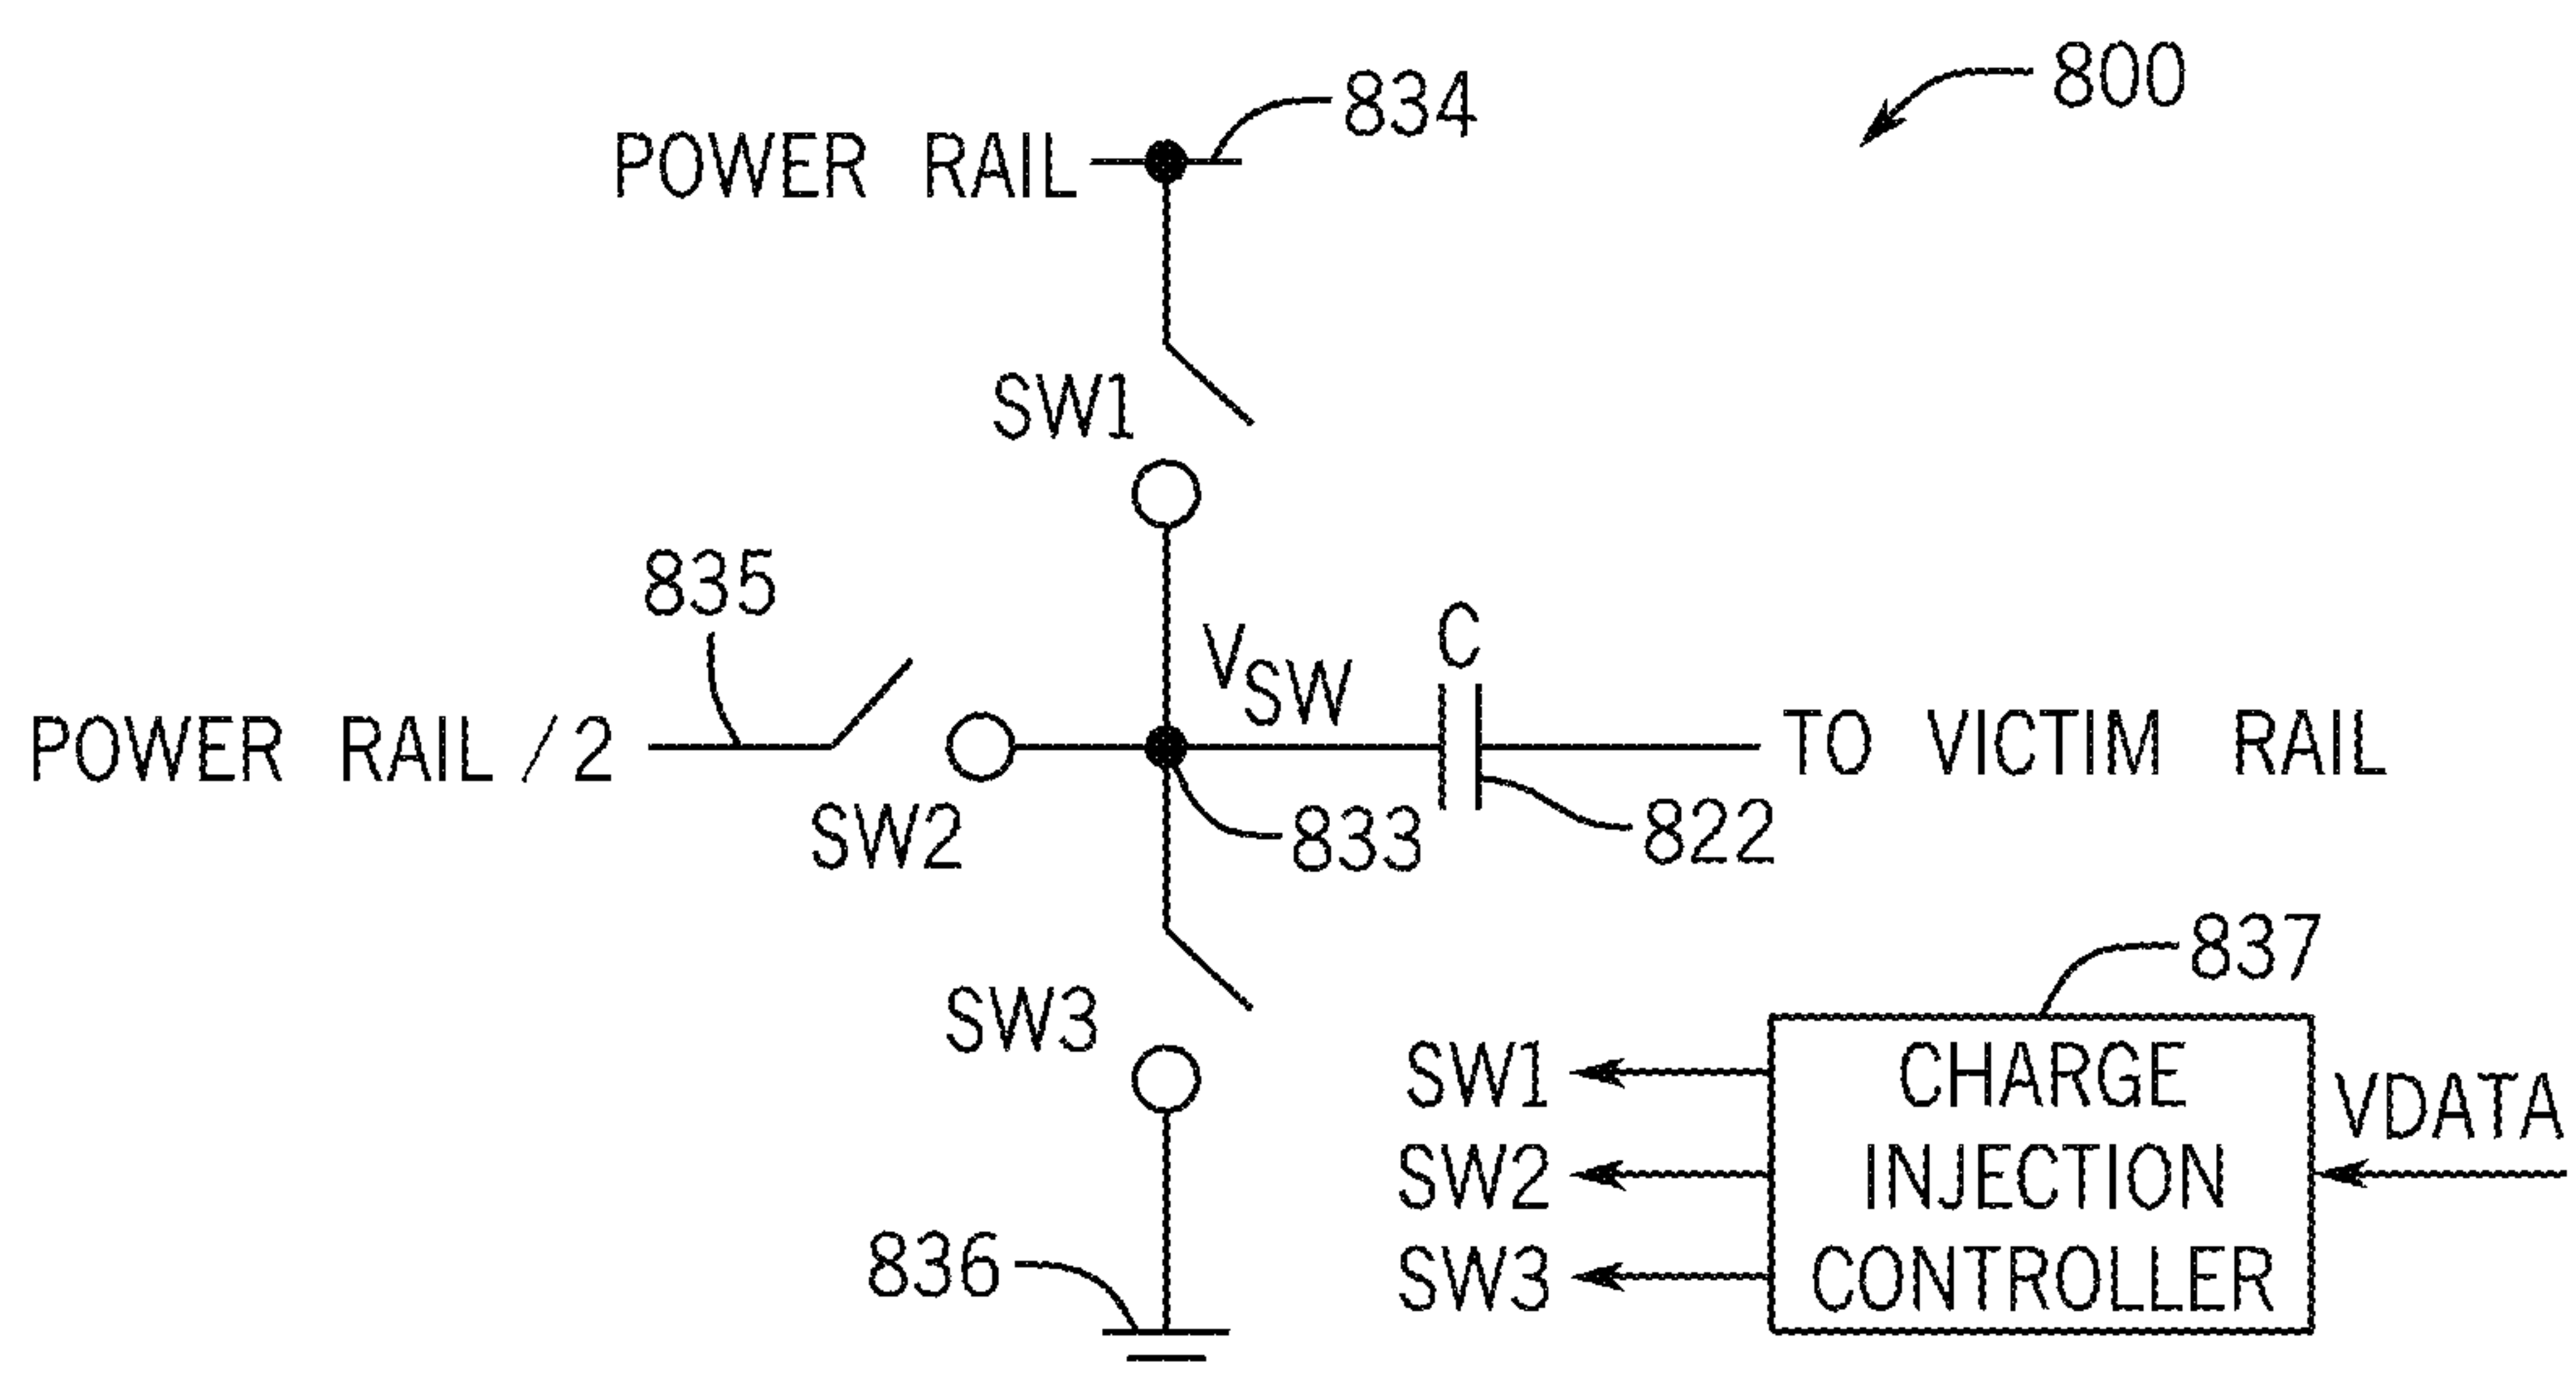 800
834
POWER RAIL
SW1
835
V SW
C
POWER RAIL /2
TO VICTIM RAIL
SW2
833
822
837
SW3
SW1
CHARGE
VDATA
SW2
INJECTION
836
SW3
CONTROLLER